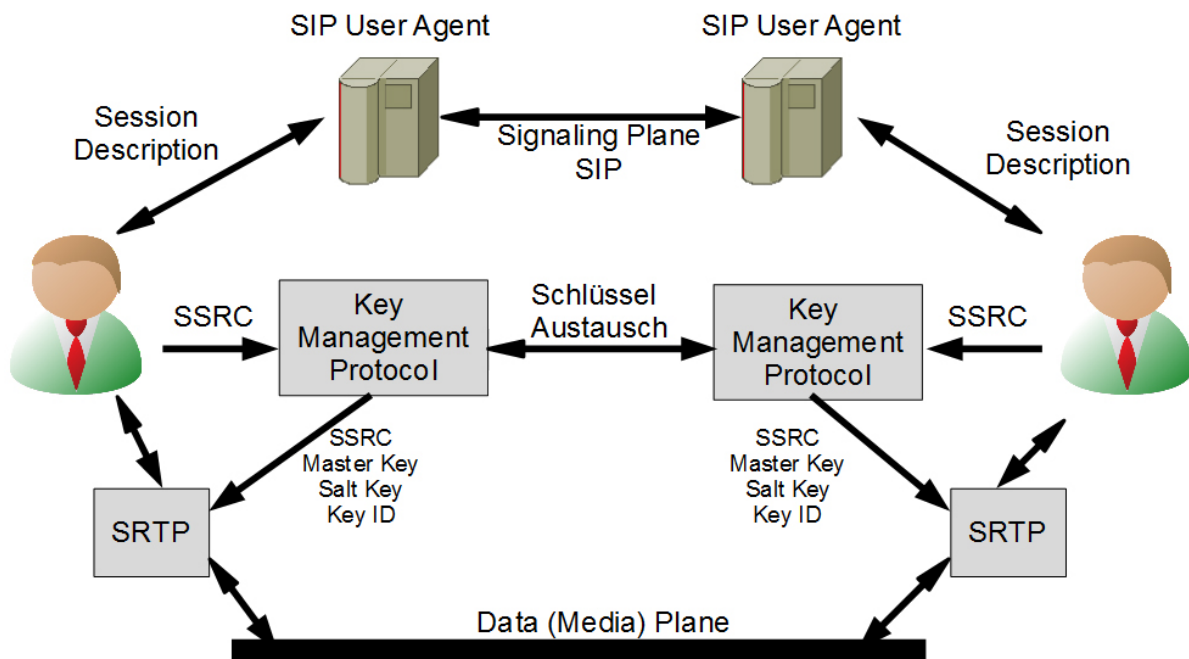 SIP User Agent
SIP User Agent
Session
Description
Signaling Plane
SIP
Session
Description
SSRC
Key
Management
Protocol
Schlüssel
Austausch
Key
Management
Protocol
SSRC
SSRC
Master Key
Salt Key
Key ID
SSRC
Master Key
Salt Key
Key ID
SRTP
SRTP
Data (Media) Plane